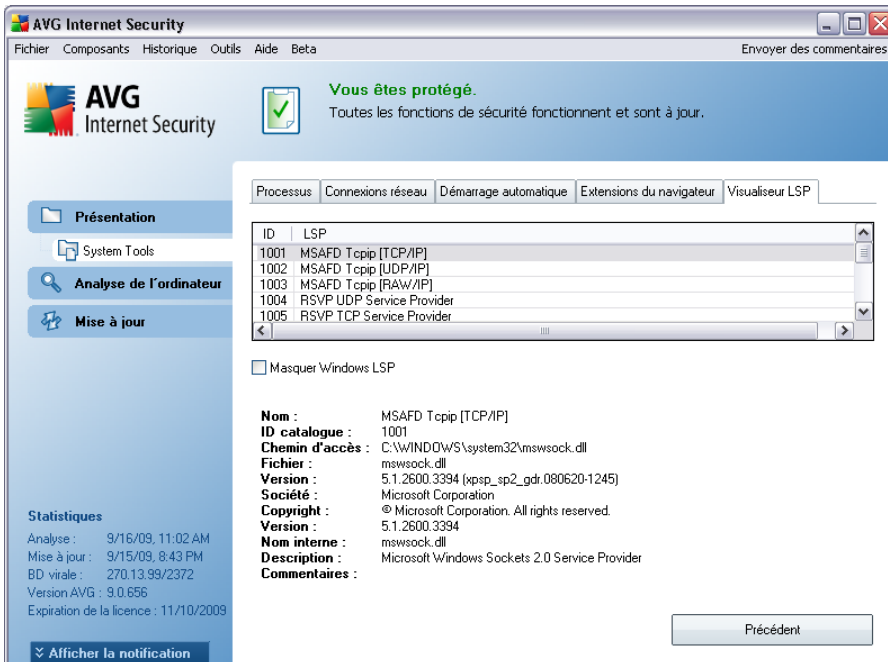 AVG Internet Security
Fichier Composants Historique Outils Aide Beta Envoyer des commentaires
AVG
Internet Security
Vous êtes protégé.
Toutes les fonctions de sécurité fonctionnent et sont à jour.
Présentation
System Tools
Analyse de l'ordinateur
Mise à jour
Processus Connexions réseau Démarrage automatique Extensions du navigateur Visualiseur LSP
ID LSP
1001 MSAFD Tcpip [TCP/IP]
1002 MSAFD Tcpip [UDP/IP]
1003 MSAFD Tcpip [RAW/IP]
1004 RSVP UDP Service Provider
1005 RSVP TCP Service Provider
Masquer Windows LSP
Nom : MSAFD Tcpip [TCP/IP]
ID catalogue : 1001
Chemin d'accès : C:\WINDOWS\system32\mswsock.dll
Fichier : mswsock.dll
Version : 5.1.2600.3394 (xpsp_sp2_gdr.080620-1245)
Société : Microsoft Corporation
Copyright : © Microsoft Corporation. All rights reserved.
Version : 5.1.2600.3394
Nom interne : mswsock.dll
Description : Microsoft Windows Sockets 2.0 Service Provider
Commentaires :
Statistiques
Analyse : 9/16/09, 11:02 AM
Mise à jour : 9/15/09, 8:43 PM
BD virale : 270.13.99/2372
Version AVG : 9.0.656
Expiration de la licence : 11/10/2009
Afficher la notification
Précédent